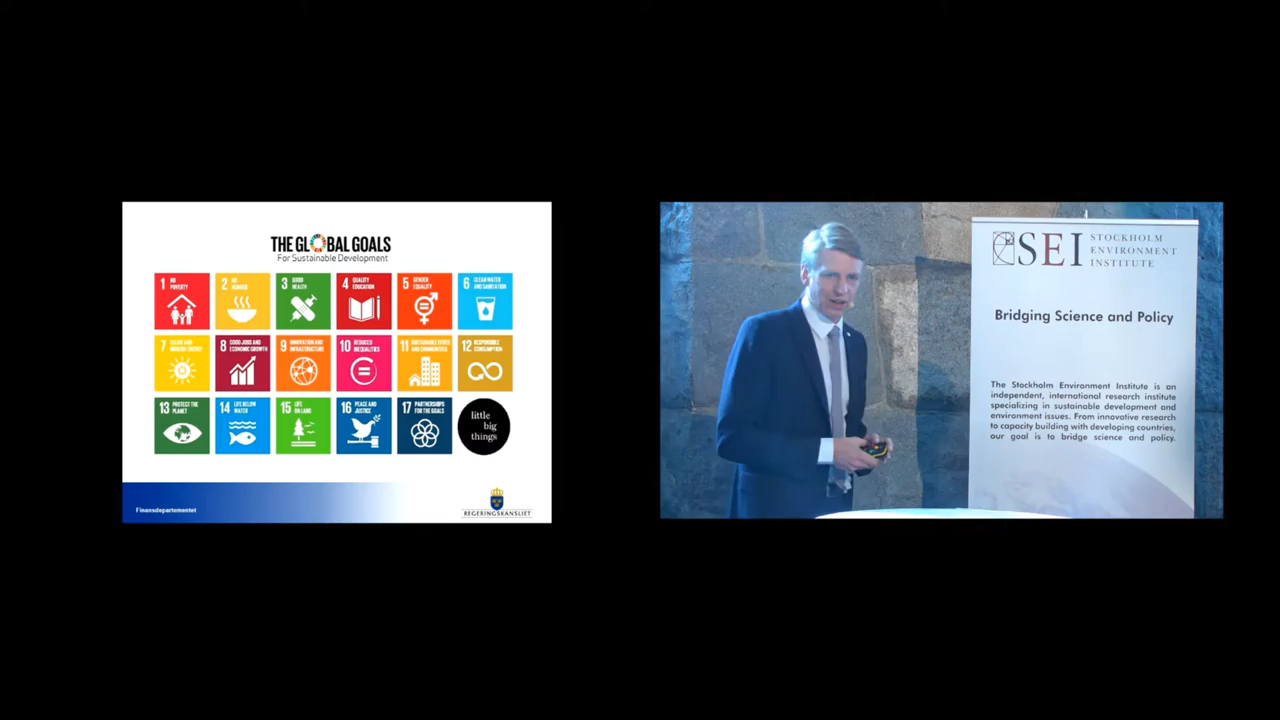 THE GLOBAL GOALS
For Sustainable Development
1 NO
POVERTY
2 NO
HUNGER
3 GOOD
HEALTH
4 QUALITY
EDUCATION
5 GENDER
EQUALITY
6 CLEAN WATER
AND SANITATION
7 CLEAN AND
MODERN ENERGY
8 GOOD JOBS AND
ECONOMIC GROWTH
9 INNOVATION AND
INFRASTRUCTURE
10 REDUCED
INEQUALITIES
11 SUSTAINABLE CITIES
AND COMMUNITIES
12 RESPONSIBLE
CONSUMPTION
13 PROTECT THE
PLANET
14 LIFE BELOW
WATER
15 LIFE
ON LAND
16 PEACE AND
JUSTICE
17 PARTNERSHIPS
FOR THE GOALS
little
big
things
Finansdepartementet
REGERINGSKANSLIET
SEI STOCKHOLM
ENVIRONMENT
INSTITUTE
Bridging Science and Policy
The Stockholm Environment Institute is an
independent, international research institute
specializing in sustainable development and
environment issues. From innovative research
to capacity building with developing countries,
our goal is to bridge science and policy.